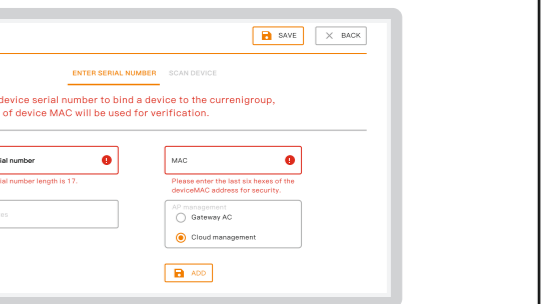 SAVE
BACK
ENTER SERIAL NUMBER SCAN DEVICE
device serial number to bind a device to the currenigroup,
of device MAC will be used for verification.
ial number
MAC
ial number length is 17.
Please enter the last six hexes of the
deviceMAC address for security.
AP management
Gateway AC
Cloud management
ADD